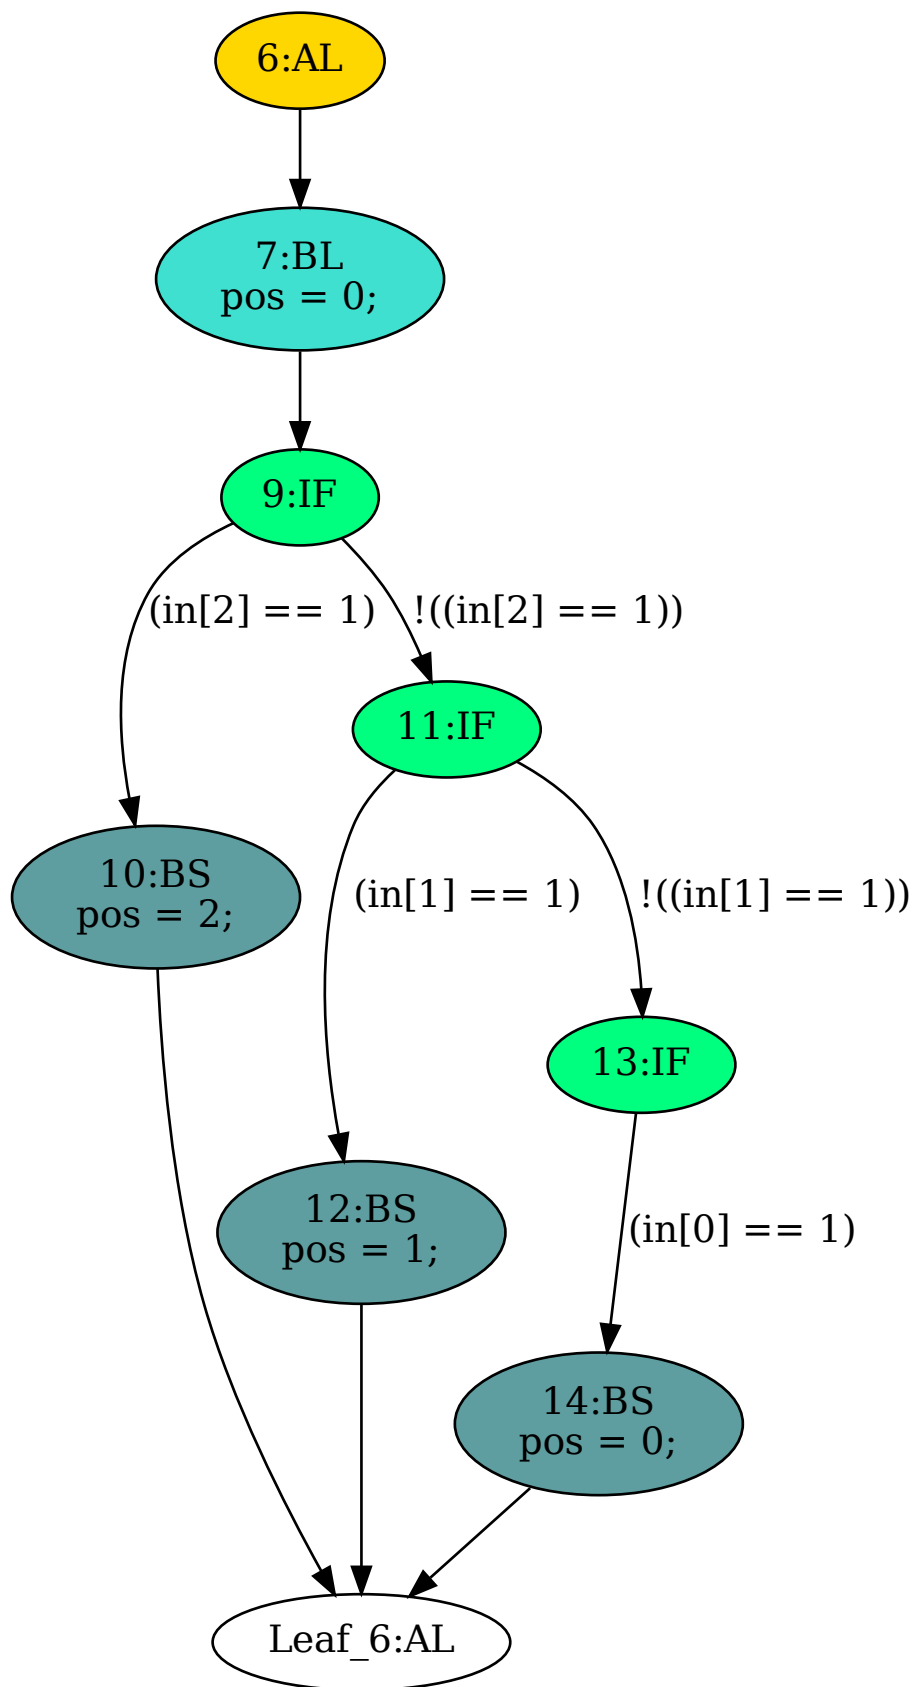 6:AL
7:BL
pos = 0;
9:IF
(in[2] == 1)
!((in[2] == 1))
11:IF
10:BS
pos = 2;
(in[1] == 1)
!((in[1] == 1))
13:IF
12:BS
pos = 1;
(in[0] == 1)
14:BS
pos = 0;
Leaf_6:AL